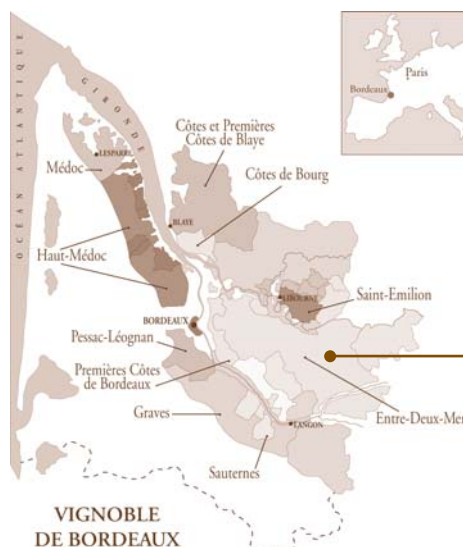 OCÉAN ATLANTIQUE
GIRONDE
Paris
Bordeaux
Côtes et Premières
Côtes de Blaye
LESPARRE
Médoc
Côtes de Bourg
BLAYE
Haut-Médoc
LIBOURNE
Saint-Emilion
BORDEAUX
Pessac-Léognan
Premières Côtes
de Bordeaux
Graves
Entre-Deux-Mer
LANGON
Sauternes
VIGNOBLE
DE BORDEAUX